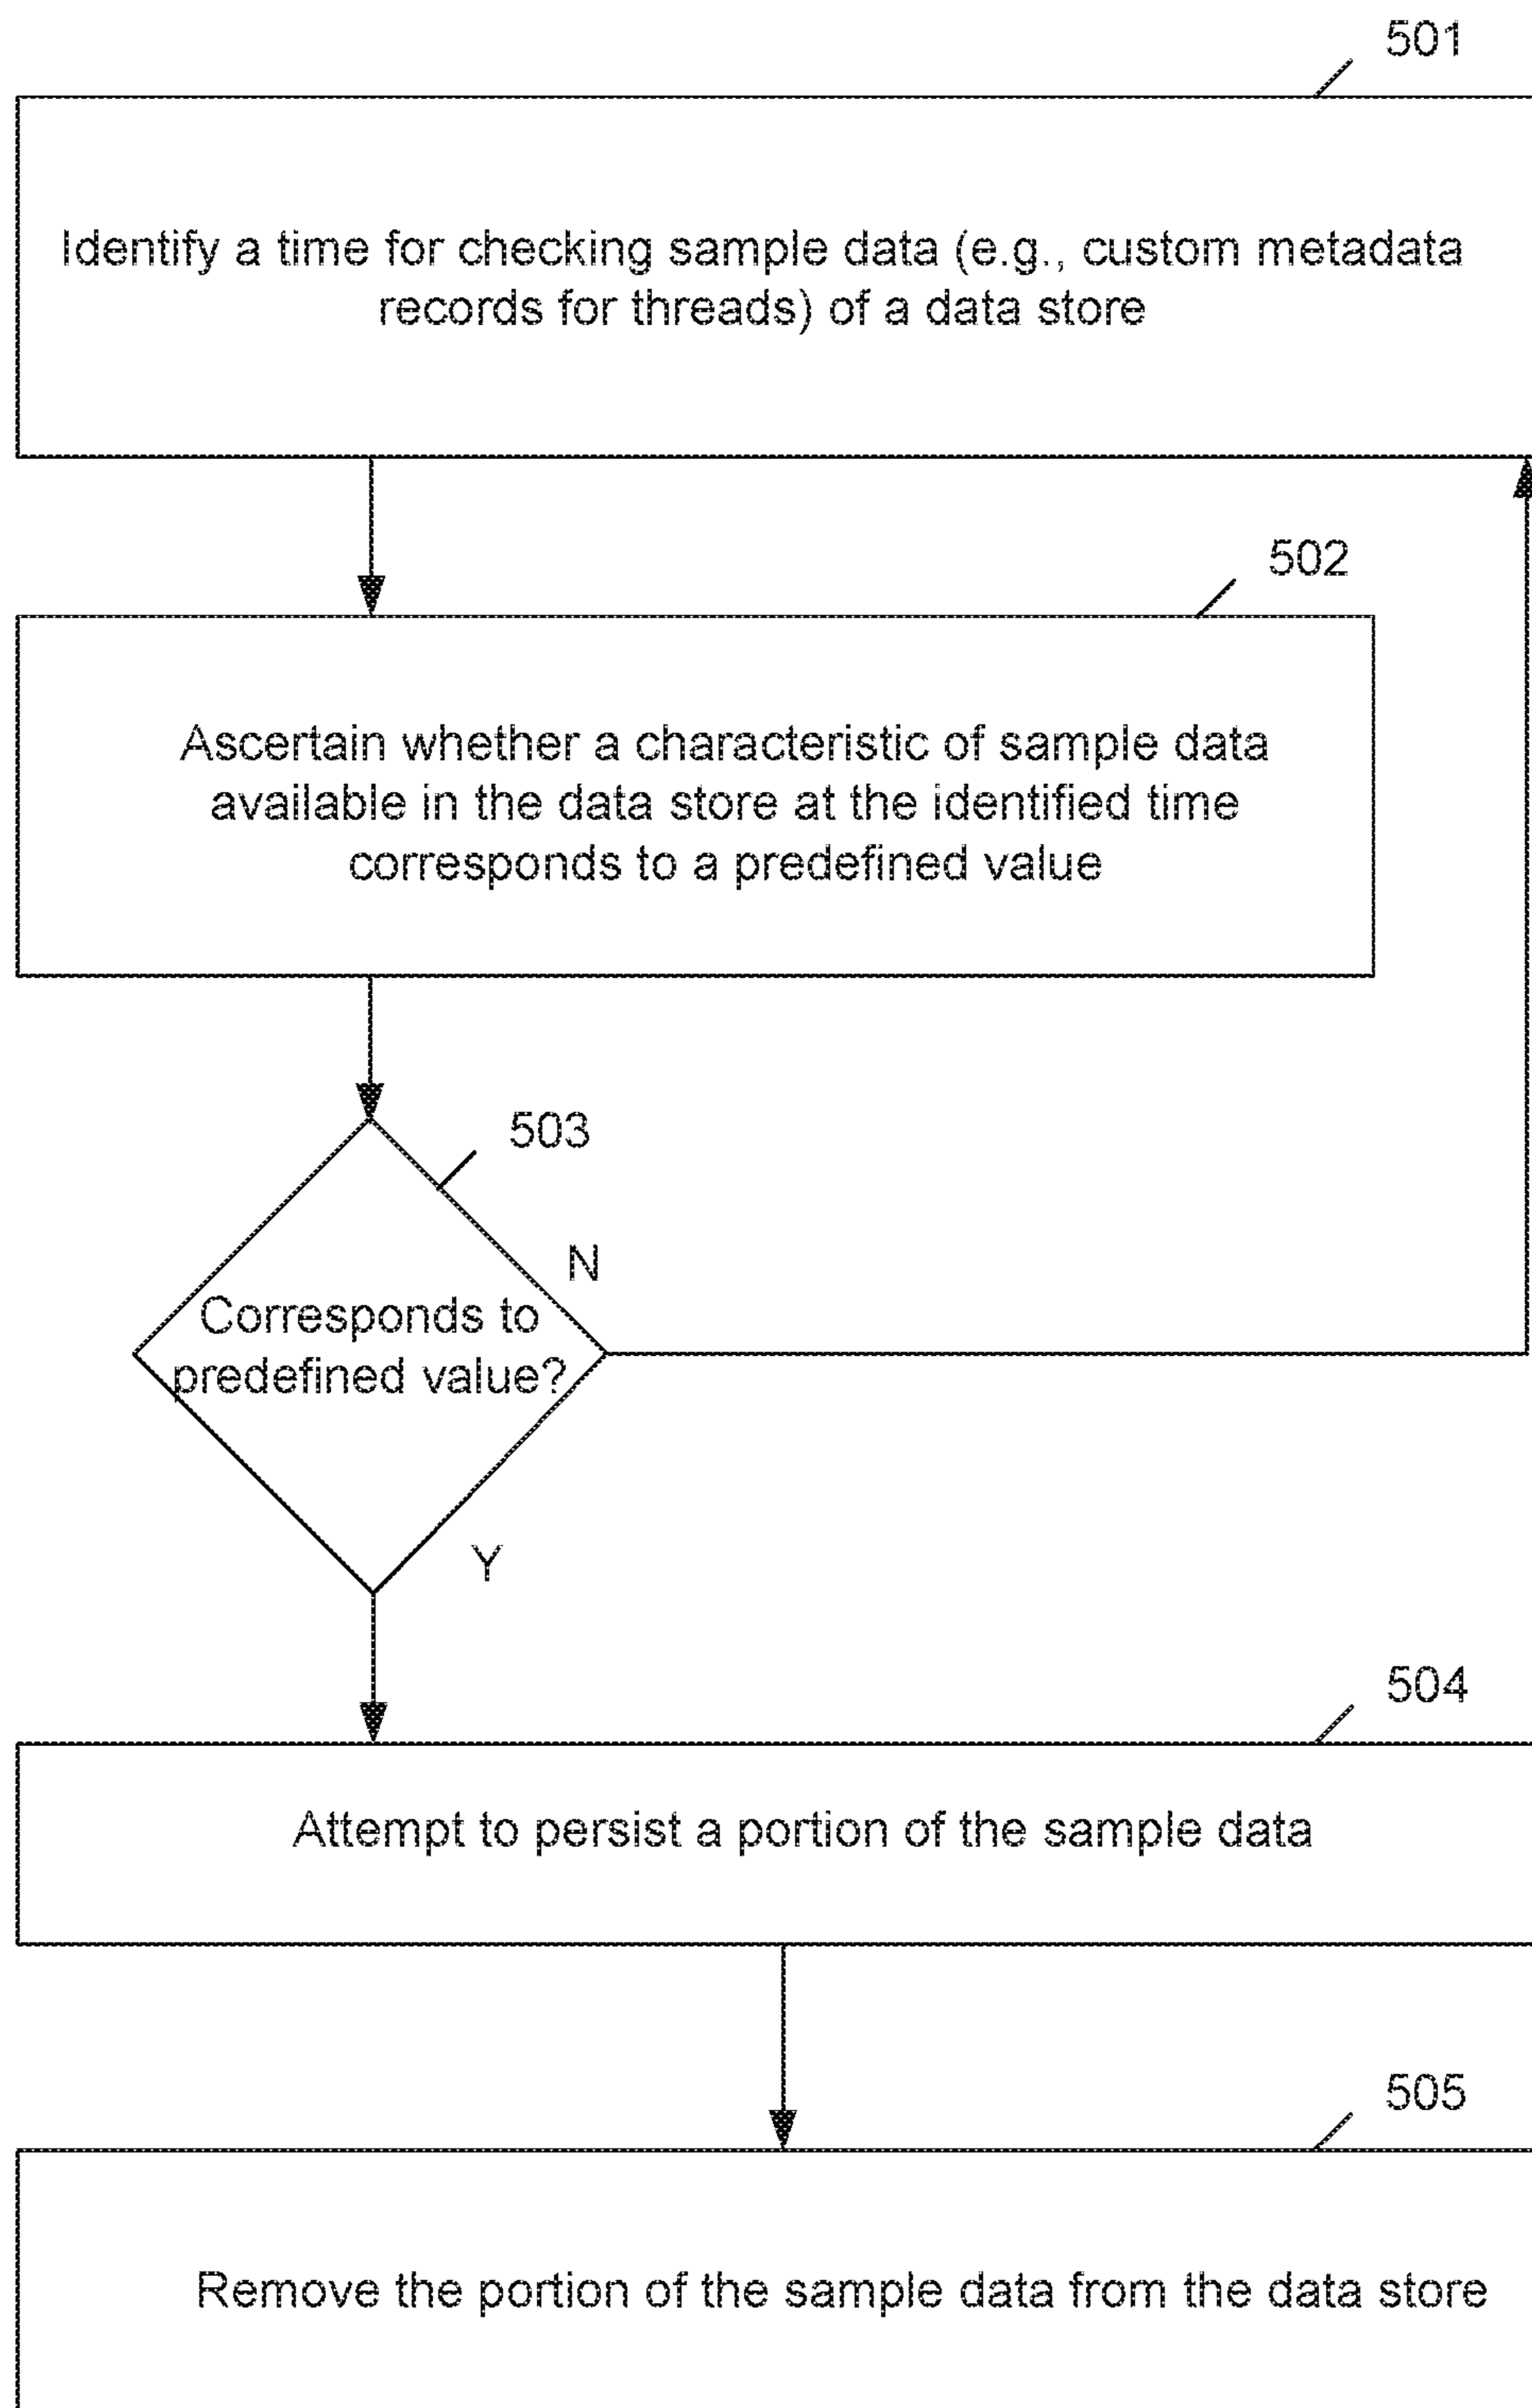 501
Identify a time for checking sample data (e.g., custom metadata
records for threads) of a data store
502
Ascertain whether a characteristic of sample data
available in the data store at the identified time
corresponds to a predefined value
503
N
Corresponds to
predefined value?
Y
504
Attempt to persist a portion of the sample data
505
Remove the portion of the sample data from the data store